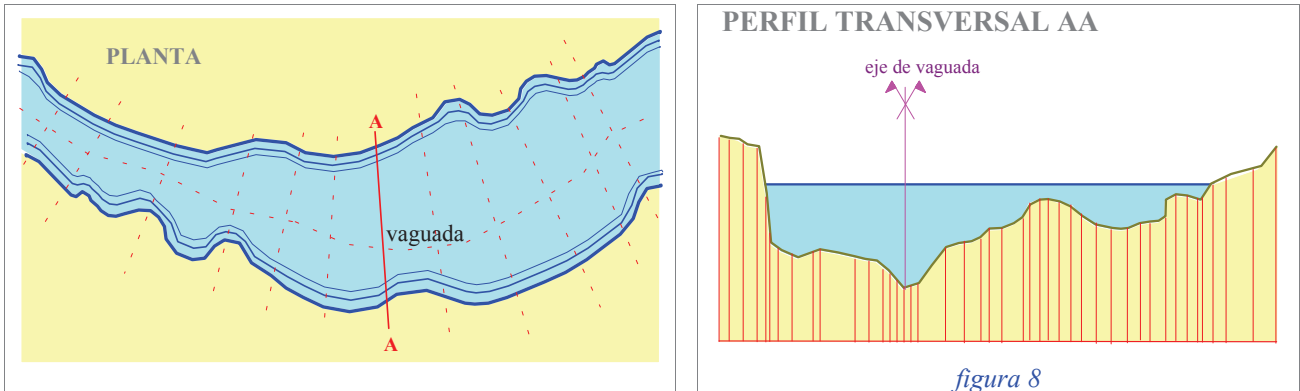 PLANTA
A
vaguada
A
PERFIL TRANSVERSAL AA
eje de vaguada
figura 8